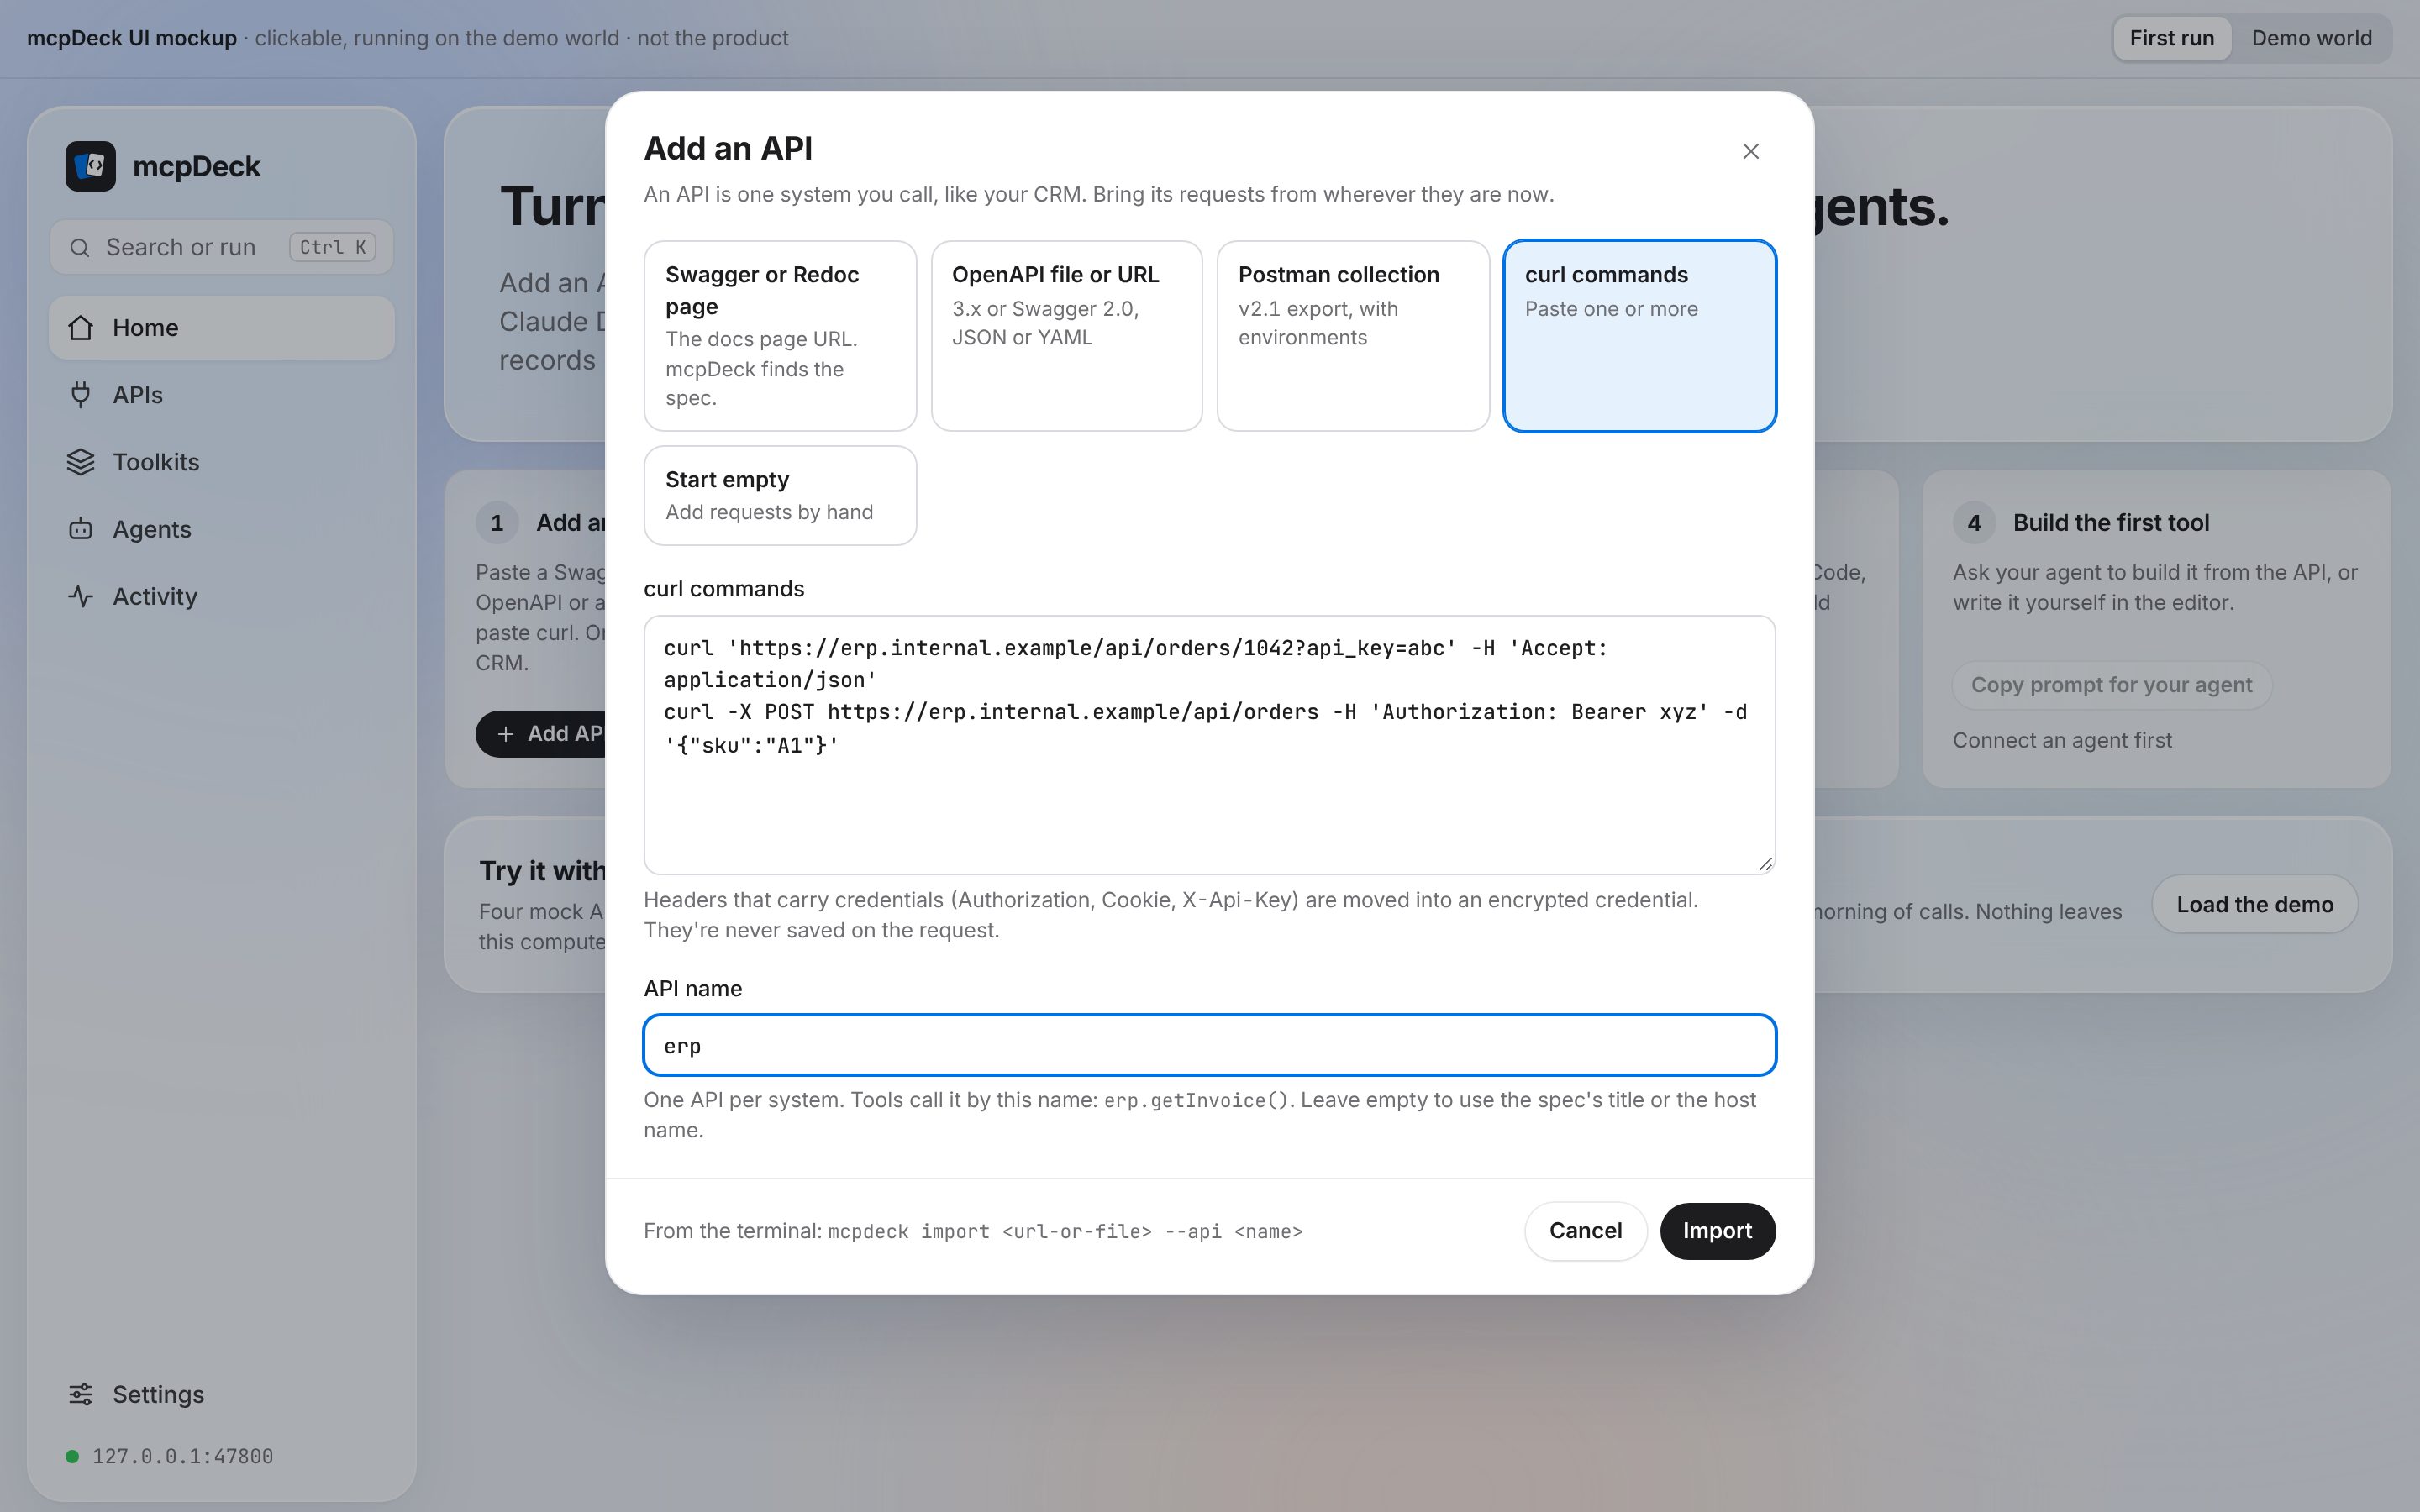 mcpDeck UI mockup · clickable, running on the demo world · not the product
First run
Demo world
mcpDeck
Search or run
Ctrl K
Home
APIs
Toolkits
Agents
Activity
Settings
127.0.0.1:47800
Add an API
An API is one system you call, like your CRM. Bring its requests from wherever they are now.
Swagger or Redoc
page
The docs page URL.
mcpDeck finds the
spec.
OpenAPI file or URL
3.x or Swagger 2.0,
JSON or YAML
Postman collection
v2.1 export, with
environments
curl commands
Paste one or more
Start empty
Add requests by hand
curl commands
curl 'https://erp.internal.example/api/orders/1042?api_key=abc' -H 'Accept:
application/json'
curl -X POST https://erp.internal.example/api/orders -H 'Authorization: Bearer xyz' -d
'{"sku":"A1"}'
Headers that carry credentials (Authorization, Cookie, X-Api-Key) are moved into an encrypted credential.
They're never saved on the request.
API name
erp
One API per system. Tools call it by this name: erp.getInvoice(). Leave empty to use the spec's title or the host
name.
From the terminal: mcpdeck import <url-or-file> --api <name>
Cancel
Import
Turn
Add an
Claude
records
1
Paste a
OpenAPI or
paste curl.
CRM.
Add
4
Build the first tool
Code,
Ask your agent to build it from the API, or
write it yourself in the editor.
Copy prompt for your agent
Connect an agent first
Try it with
Four mock
this computer
of calls. Nothing leaves
Load the demo